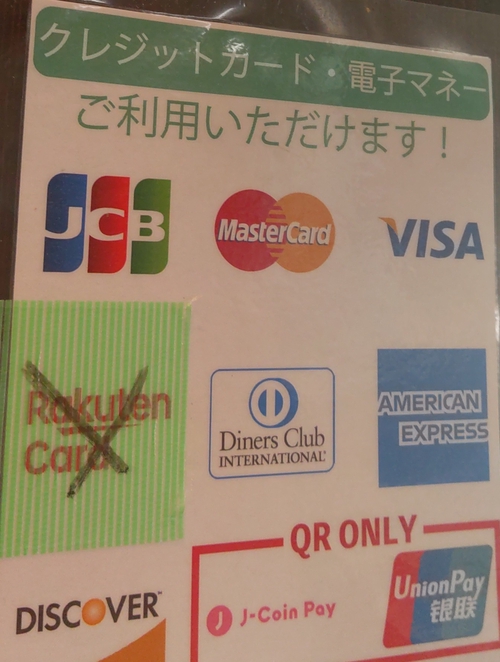 クレジットカード・電子マネー
ご利用いただけます！
JCB
MasterCard
VISA
Rakuten
Card
Diners Club
INTERNATIONAL®
AMERICAN
EXPRESS
QR ONLY
DISCOVER™
J J-Coin Pay
UnionPay
银联